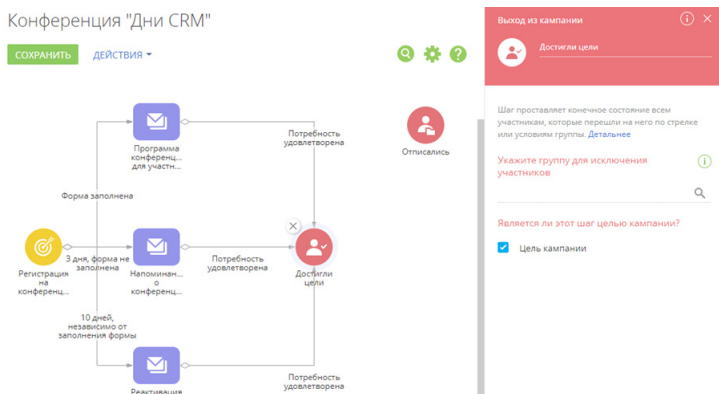 Конференция "Дни CRM"
СОХРАНИТЬ
ДЕЙСТВИЯ
Потребность
удовлетворена
Программа
конференц...
для участн...
Отписались
Форма заполнена
3 дня, форма не
заполнена
Потребность
удовлетворена
Регистрация
на
конференц...
Напоминан...
о
конференц...
Достигли
цели
10 дней,
независимо от
заполнения формы
Потребность
удовлетворена
Реактивация
Выход из кампании
Достигли цели
Шаг проставляет конечное состояние всем
участникам, которые перешли на него по стрелке
или условиям группы. Детальнее
Укажите группу для исключения
участников
Является ли этот шаг целью кампании?
Цель кампании